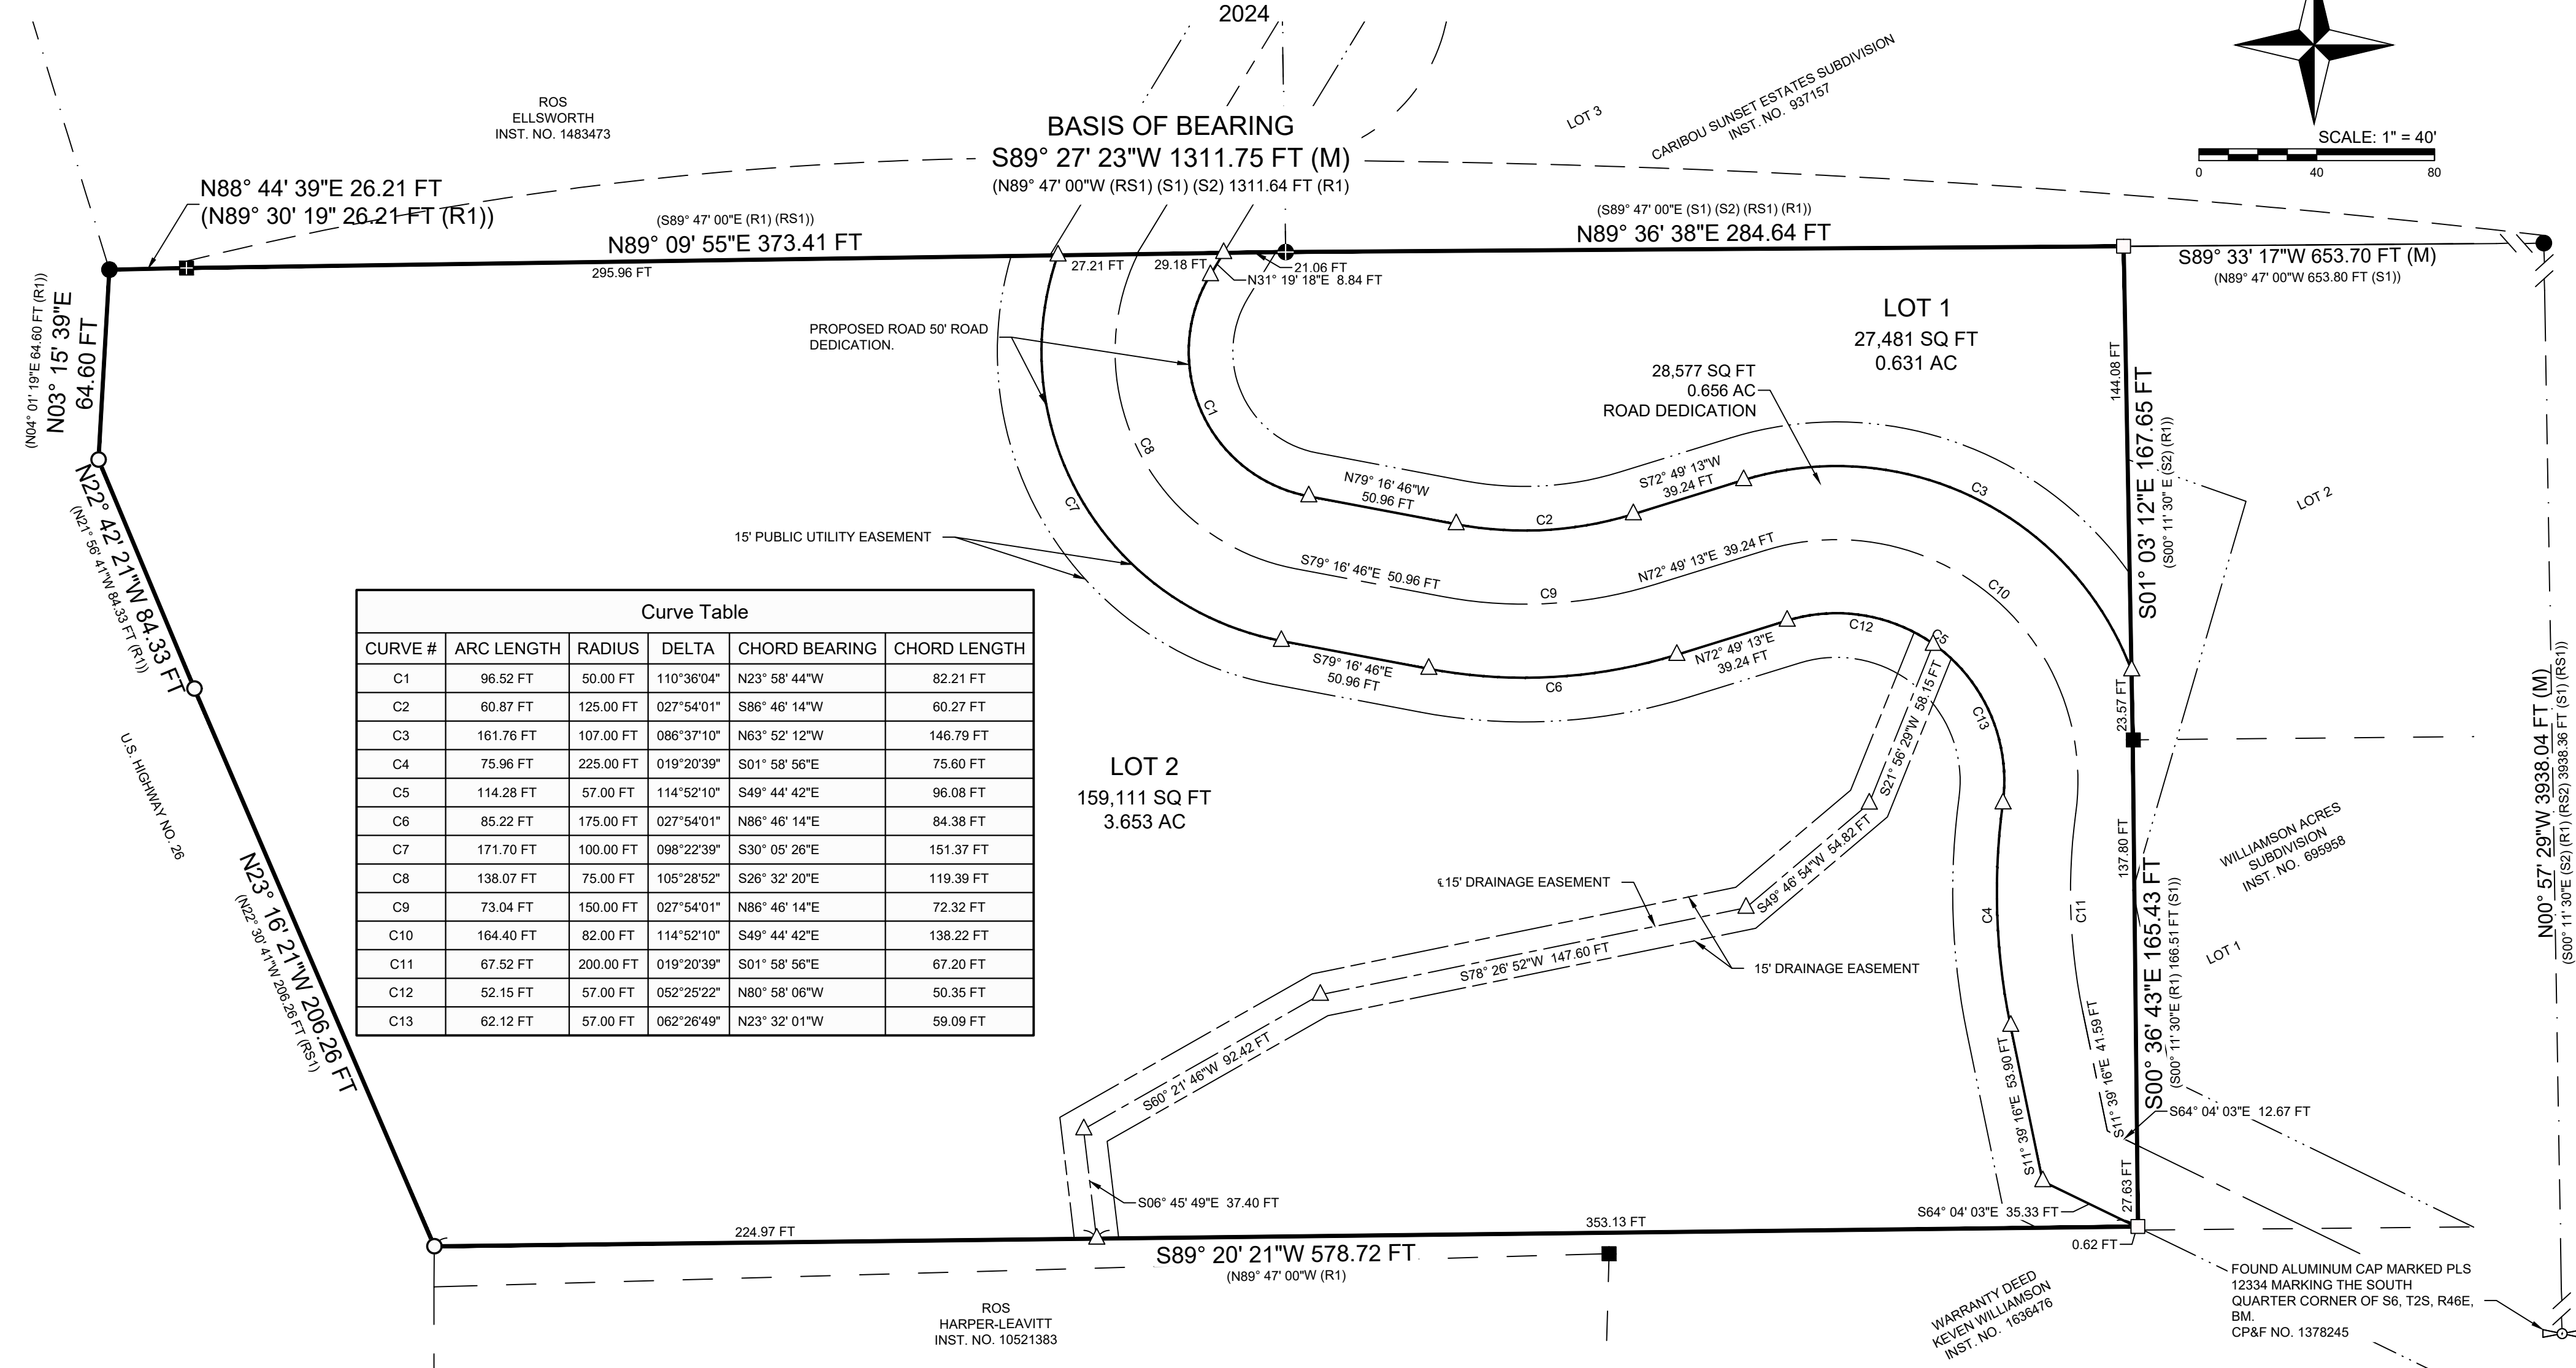 2024
ROS
ELLSWORTH
INST. NO. 1483473
BASIS OF BEARING
S89° 27' 23"W 1311.75 FT (M)
(N89° 47' 00"W (RS1) (S1) (S2) 1311.64 FT (R1)
LOT 3
CARIBOU SUNSET ESTATES SUBDIVISION
INST. NO. 937157
SCALE: 1" = 40'
0 40 80
N88° 44' 39"E 26.21 FT
(N89° 30' 19" 26.21 FT (R1))
(S89° 47' 00"E (R1) (RS1))
N89° 09' 55"E 373.41 FT
295.96 FT
27.21 FT
29.18 FT
21.06 FT
N31° 19' 18"E 8.84 FT
(S89° 47' 00"E (S1) (S2) (RS1) (R1))
N89° 36' 38"E 284.64 FT
S89° 33' 17"W 653.70 FT (M)
(N89° 47' 00"W 653.80 FT (S1))
(N04° 01' 19"E 64.60 FT (R1))
N03° 15' 39"E
64.60 FT
PROPOSED ROAD 50' ROAD
DEDICATION.
LOT 1
27,481 SQ FT
0.631 AC
28,577 SQ FT
0.656 AC
ROAD DEDICATION
144.08 FT
S01° 03' 12"E 167.65 FT
(S00° 11' 30" E (S2) (R1))
LOT 2
C1
C8
C7
N79° 16' 46"W
50.96 FT
C2
S72° 49' 13"W
39.24 FT
C3
N22° 42' 21"W 84.33 FT
(N21° 56' 41"W 84.33 FT (R1))
15' PUBLIC UTILITY EASEMENT
S79° 16' 46"E 50.96 FT
C9
N72° 49' 13"E 39.24 FT
C10
S79° 16' 46"E
50.96 FT
C6
N72° 49' 13"E
39.24 FT
C12
C5
C13
23.57 FT
U.S. HIGHWAY NO. 26
Curve Table
CURVE # ARC LENGTH RADIUS DELTA CHORD BEARING CHORD LENGTH
C1 96.52 FT 50.00 FT 110°36'04" N23° 58' 44"W 82.21 FT
C2 60.87 FT 125.00 FT 027°54'01" S86° 46' 14"W 60.27 FT
C3 161.76 FT 107.00 FT 086°37'10" N63° 52' 12"W 146.79 FT
C4 75.96 FT 225.00 FT 019°20'39" S01° 58' 56"E 75.60 FT
C5 114.28 FT 57.00 FT 114°52'10" S49° 44' 42"E 96.08 FT
C6 85.22 FT 175.00 FT 027°54'01" N86° 46' 14"E 84.38 FT
C7 171.70 FT 100.00 FT 098°22'39" S30° 05' 26"E 151.37 FT
C8 138.07 FT 75.00 FT 105°28'52" S26° 32' 20"E 119.39 FT
C9 73.04 FT 150.00 FT 027°54'01" N86° 46' 14"E 72.32 FT
C10 164.40 FT 82.00 FT 114°52'10" S49° 44' 42"E 138.22 FT
C11 67.52 FT 200.00 FT 019°20'39" S01° 58' 56"E 67.20 FT
C12 52.15 FT 57.00 FT 052°25'22" N80° 58' 06"W 50.35 FT
C13 62.12 FT 57.00 FT 062°26'49" N23° 32' 01"W 59.09 FT
LOT 2
159,111 SQ FT
3.653 AC
S21° 56' 29"W 58.15 FT
S49° 46' 54"W 54.82 FT
℄15' DRAINAGE EASEMENT
S78° 26' 52"W 147.60 FT
15' DRAINAGE EASEMENT
C4
C11
137.80 FT
S00° 36' 43"E 165.43 FT
(S00° 11' 30"E (R1) 166.51 FT (S1))
WILLIAMSON ACRES
SUBDIVISION
INST. NO. 695958
LOT 1
N00° 57' 29"W 3938.04 FT (M)
(S00° 11' 30"E (S2) (R1) (RS2) 3938.36 FT (S1) (RS1))
N23° 16' 21"W 206.26 FT
(N22° 30' 41"W 206.26 FT (RS1)
S60° 21' 46"W 92.42 FT
S11° 39' 16"E 53.90 FT
S11° 39' 16"E 41.59 FT
S64° 04' 03"E 12.67 FT
S06° 45' 49"E 37.40 FT
S64° 04' 03"E 35.33 FT
27.63 FT
224.97 FT
353.13 FT
S89° 20' 21"W 578.72 FT
(N89° 47' 00"W (R1)
0.62 FT
ROS
HARPER-LEAVITT
INST. NO. 10521383
WARRANTY DEED
KEVEN WILLIAMSON
INST. NO. 1636476
FOUND ALUMINUM CAP MARKED PLS
12334 MARKING THE SOUTH
QUARTER CORNER OF S6, T2S, R46E,
BM.
CP&F NO. 1378245